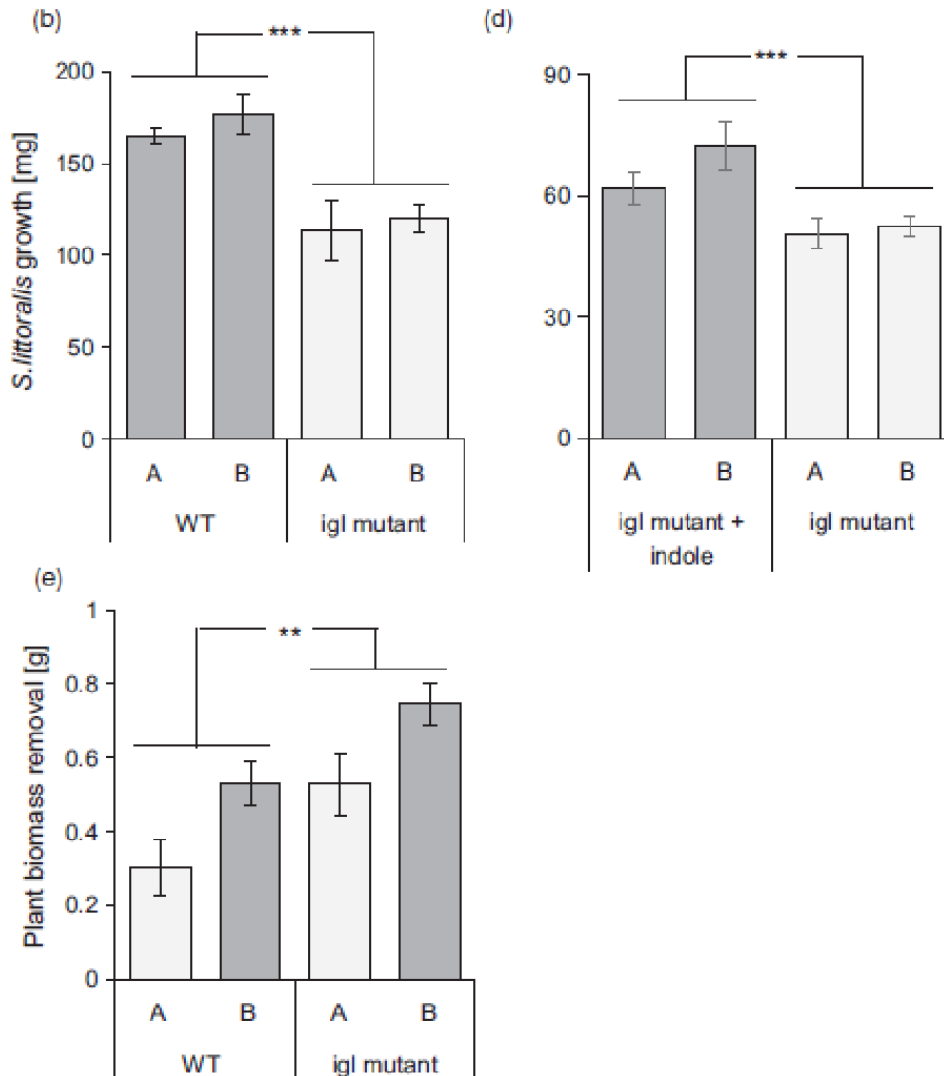 (b)
***
200
150
100
50
0
S.littoralis growth [mg]
A B A B
WT igl mutant
(d)
***
90
60
30
0
A B A B
igl mutant + igl mutant
indole
(e)
**
1
0.8
0.6
0.4
0.2
0
Plant biomass removal [g]
A B A B
WT igl mutant